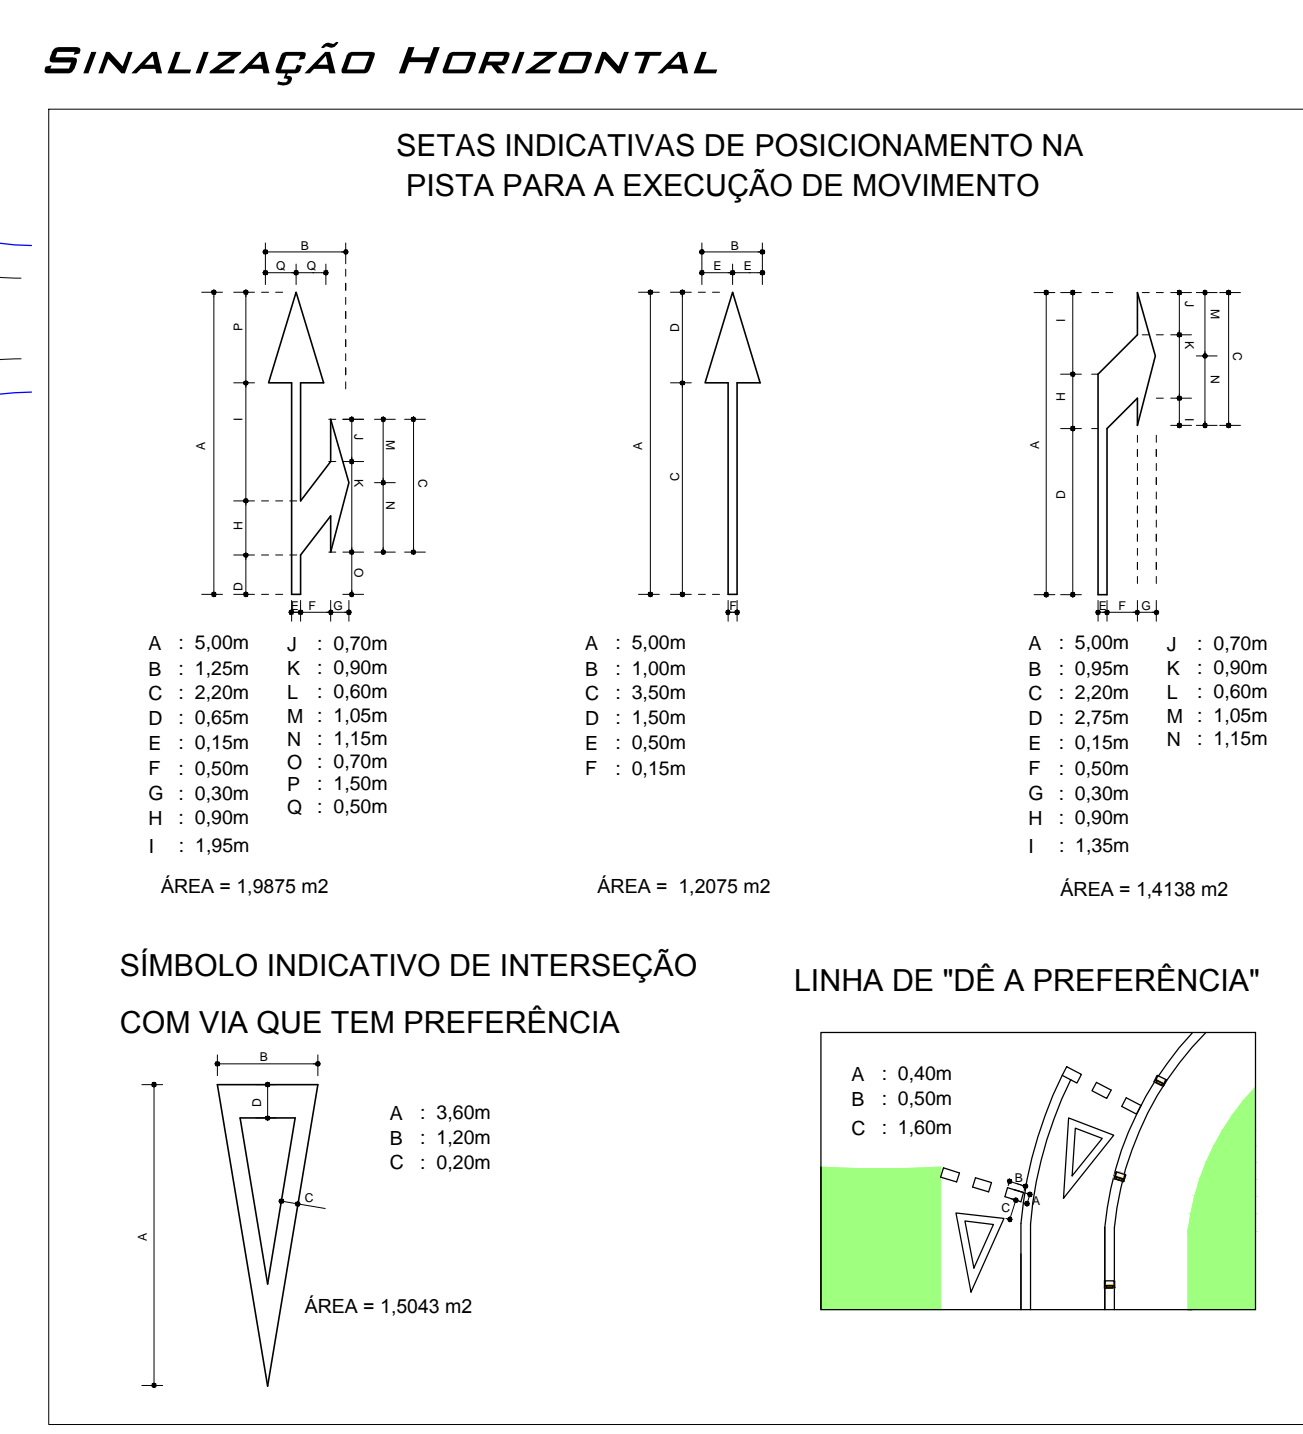 SINALIZAÇÃO HORIZONTAL
SETAS INDICATIVAS DE POSICIONAMENTO NA
PISTA PARA A EXECUÇÃO DE MOVIMENTO
B
Q Q
P
A
I
H
D
J
K
O
M
N
C
E F G
A : 5,00m
B : 1,25m
C : 2,20m
D : 0,65m
E : 0,15m
F : 0,50m
G : 0,30m
H : 0,90m
I : 1,95m
J : 0,70m
K : 0,90m
L : 0,60m
M : 1,05m
N : 1,15m
O : 0,70m
P : 1,50m
Q : 0,50m
ÁREA = 1,9875 m2
B
E E
D
A
C
F
A : 5,00m
B : 1,00m
C : 3,50m
D : 1,50m
E : 0,50m
F : 0,15m
ÁREA = 1,2075 m2
I
H
A
D
J
K
I
M
N
C
E F G
A : 5,00m
B : 0,95m
C : 2,20m
D : 2,75m
E : 0,15m
F : 0,50m
G : 0,30m
H : 0,90m
I : 1,35m
J : 0,70m
K : 0,90m
L : 0,60m
M : 1,05m
N : 1,15m
ÁREA = 1,4138 m2
SÍMBOLO INDICATIVO DE INTERSEÇÃO
COM VIA QUE TEM PREFERÊNCIA
B
D
C
A
A : 3,60m
B : 1,20m
C : 0,20m
ÁREA = 1,5043 m2
LINHA DE "DÊ A PREFERÊNCIA"
A : 0,40m
B : 0,50m
C : 1,60m
B
A
C